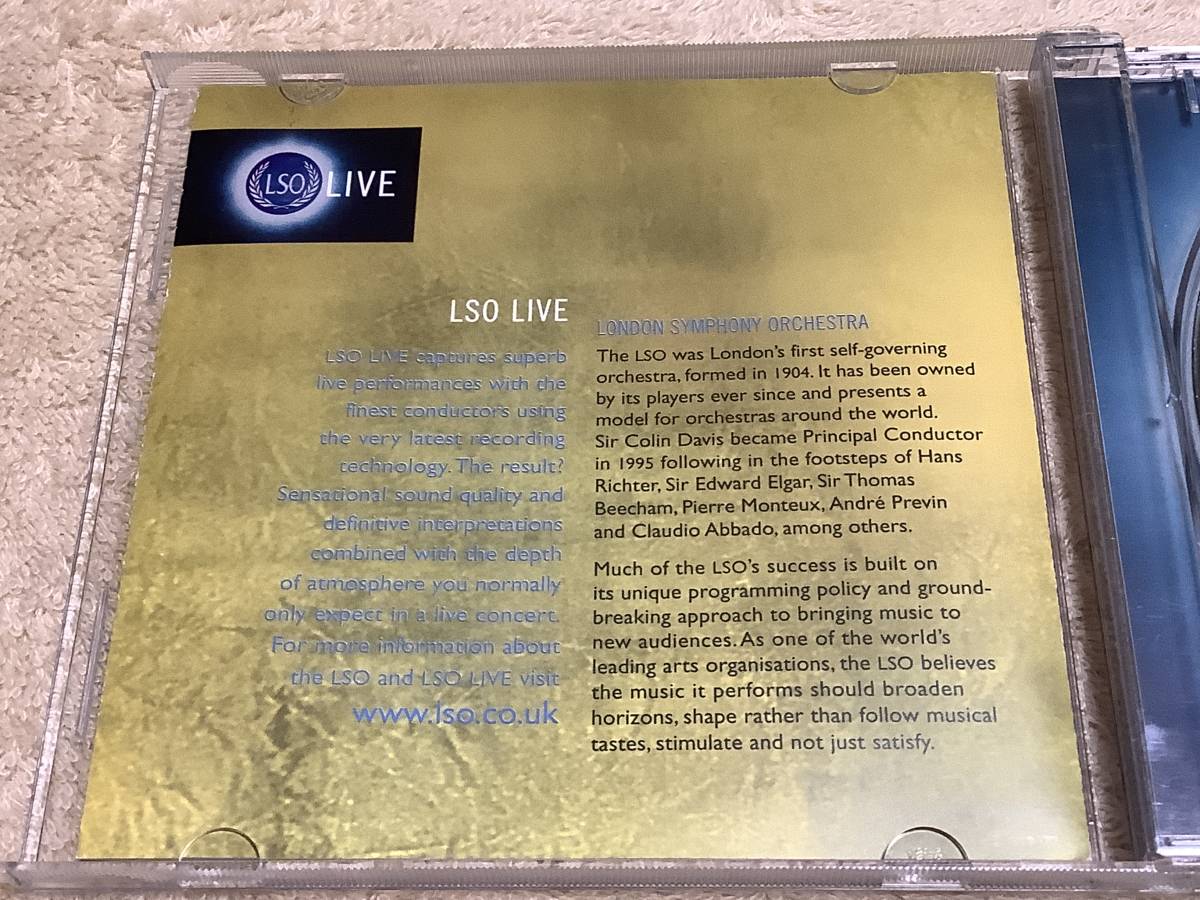 LSO LIVE
LSO LIVE
LSO LIVE captures superb
live performances with the
finest conductors using
the very latest recording
technology. The result?
Sensational sound quality and
definitive interpretations
combined with the depth
of atmosphere you normally
only expect in a live concert.
For more information about
the LSO and LSO LIVE visit
www.lso.co.uk
LONDON SYMPHONY ORCHESTRA
The LSO was London's first self-governing
orchestra, formed in 1904. It has been owned
by its players ever since and presents a
model for orchestras around the world.
Sir Colin Davis became Principal Conductor
in 1995 following in the footsteps of Hans
Richter, Sir Edward Elgar, Sir Thomas
Beecham, Pierre Monteux, André Previn
and Claudio Abbado, among others.
Much of the LSO's success is built on
its unique programming policy and ground-
breaking approach to bringing music to
new audiences. As one of the world's
leading arts organisations, the LSO believes
the music it performs should broaden
horizons, shape rather than follow musical
tastes, stimulate and not just satisfy.